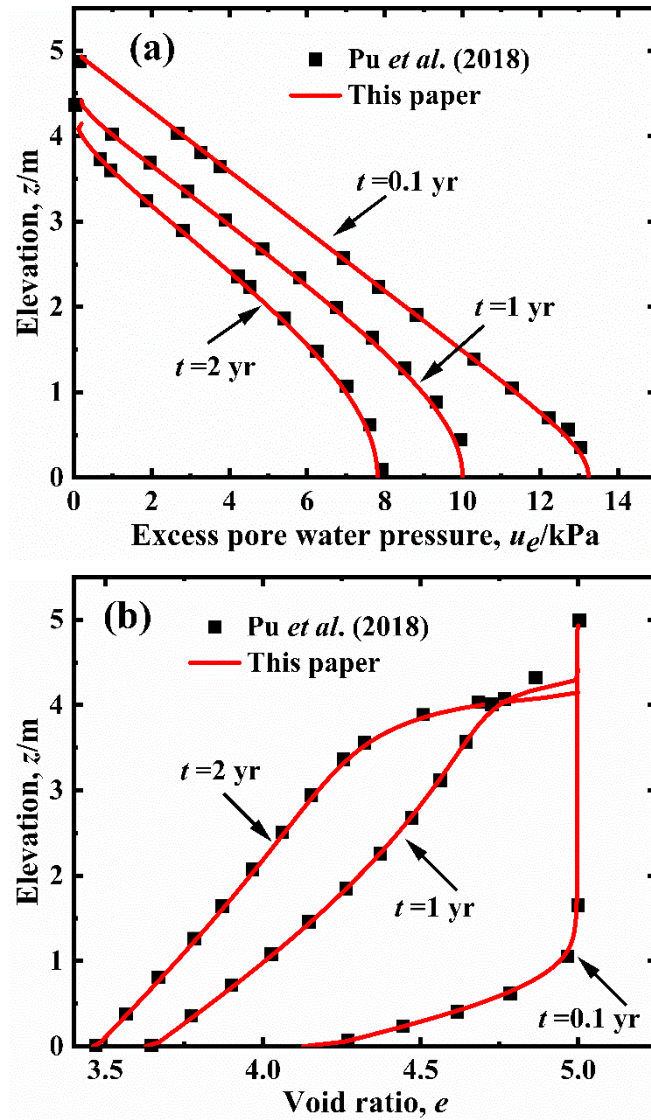 (a)
Pu et al. (2018)
This paper
t =0.1 yr
t =1 yr
t =2 yr
5
4
3
2
1
0
0 2 4 6 8 10 12 14
Elevation, z/m
Excess pore water pressure, ue/kPa
(b)
Pu et al. (2018)
This paper
t =2 yr
t =1 yr
t=0.1 yr
5
4
3
2
1
0
3.5 4.0 4.5 5.0
Elevation, z/m
Void ratio, e